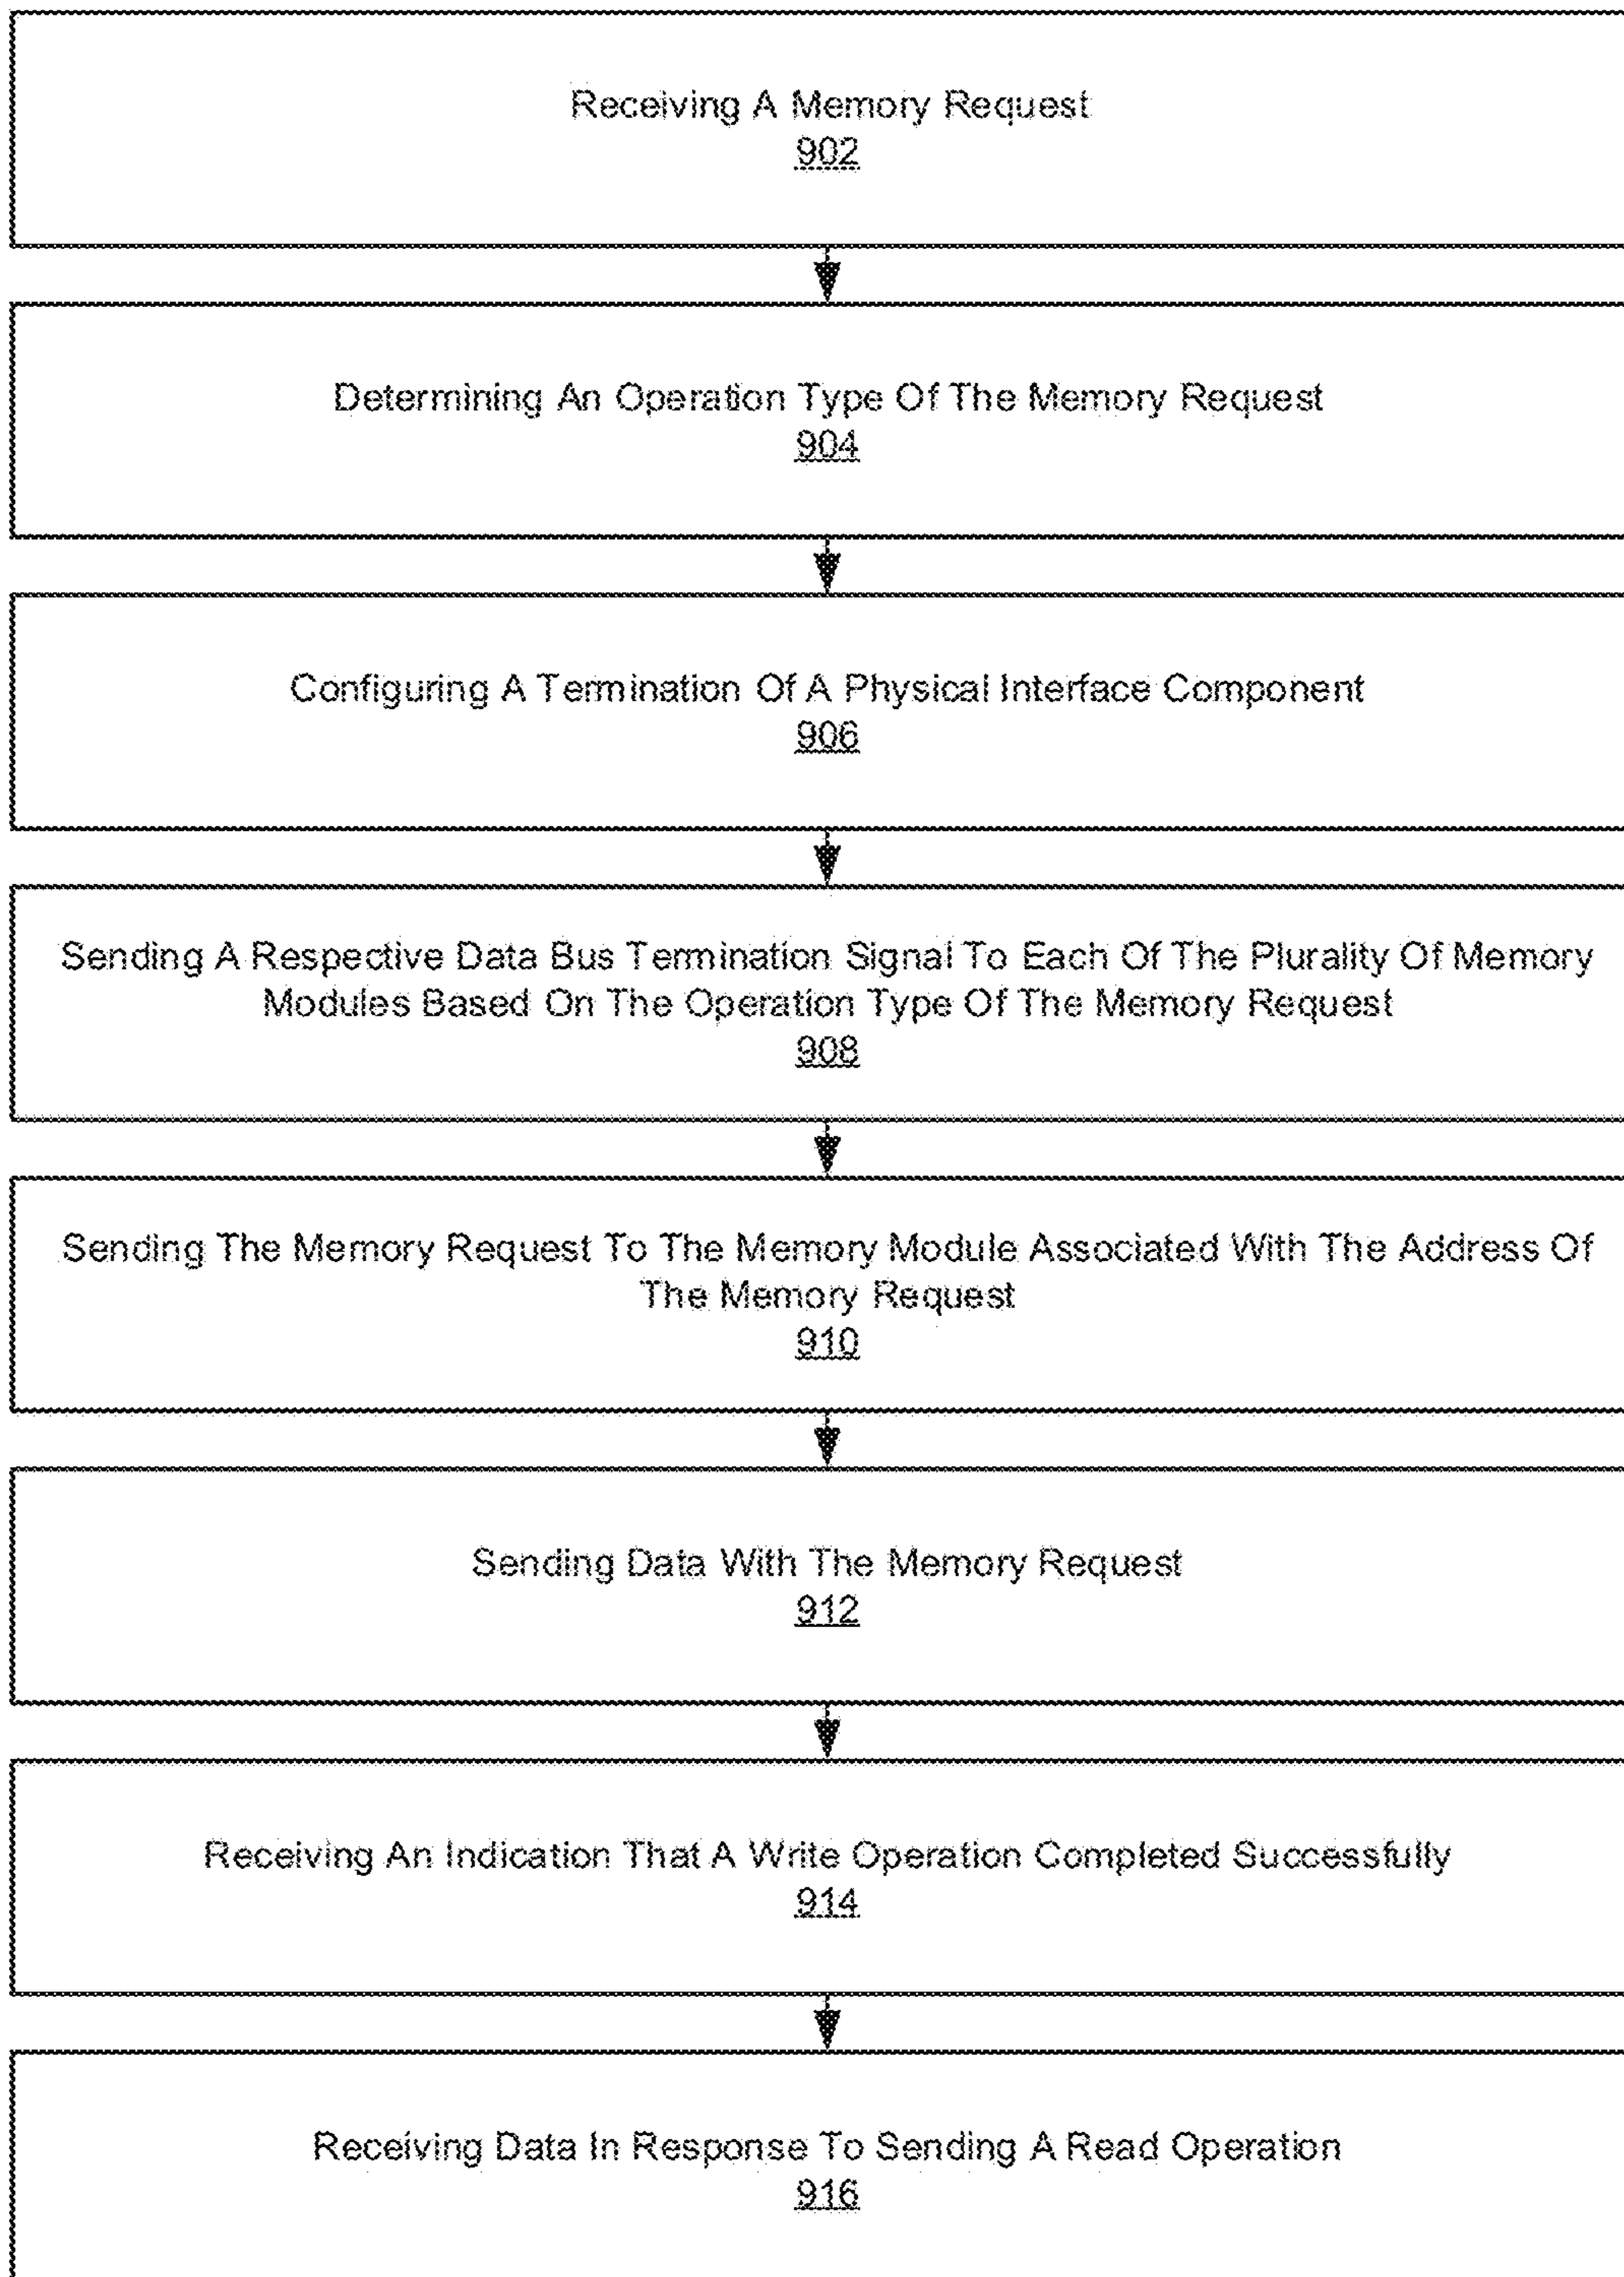 Receiving A Memory Request
902
Determining An Operation Type Of The Memory Request
904
Configuring A Termination Of A Physical Interface Component
906
Sending A Respective Data Bus Termination Signal To Each Of The Plurality Of Memory
Modules Based On The Operation Type Of The Memory Request
908
Sending The Memory Request To The Memory Module Associated With The Address Of
The Memory Request
910
Sending Data With The Memory Request
912
Receiving An Indication That A Write Operation Completed Successfully
914
Receiving Data In Response To Sending A Read Operation
916